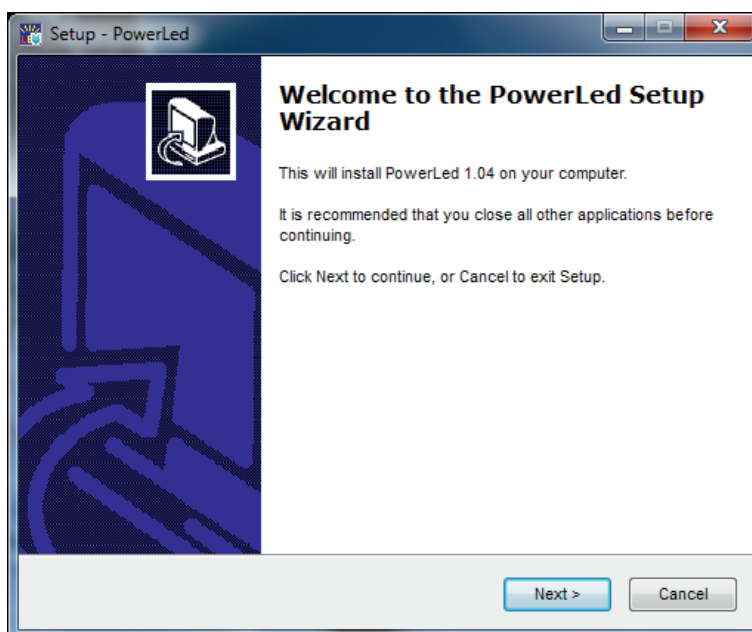 Setup - PowerLed
Welcome to the PowerLed Setup
Wizard
This will install PowerLed 1.04 on your computer.
It is recommended that you close all other applications before
continuing.
Click Next to continue, or Cancel to exit Setup.
Next >
Cancel